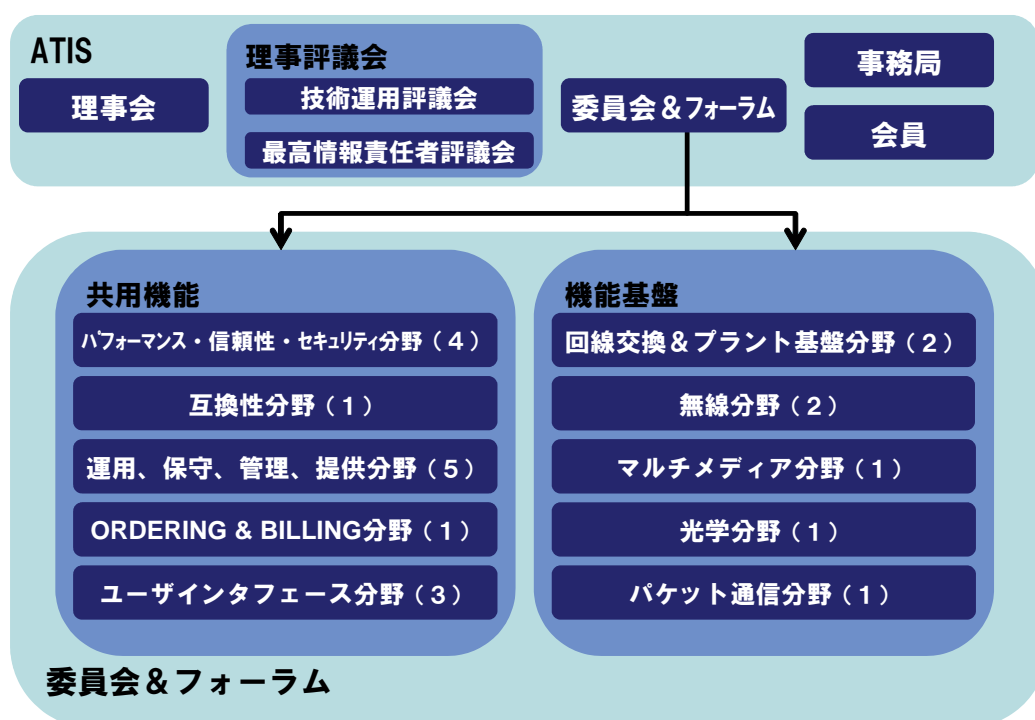 ATIS
理事会
理事評議会
技術運用評議会
最高情報責任者評議会
委員会&フォーラム
事務局
会員
共用機能
パフォーマンス・信頼性・セキュリティ分野(4)
互換性分野(1)
運用、保守、管理、提供分野(5)
ORDERING & BILLING分野(1)
ユーザインタフェース分野(3)
機能基盤
回線交換&プラント基盤分野(2)
無線分野(2)
マルチメディア分野(1)
光学分野(1)
パケット通信分野(1)
委員会&フォーラム